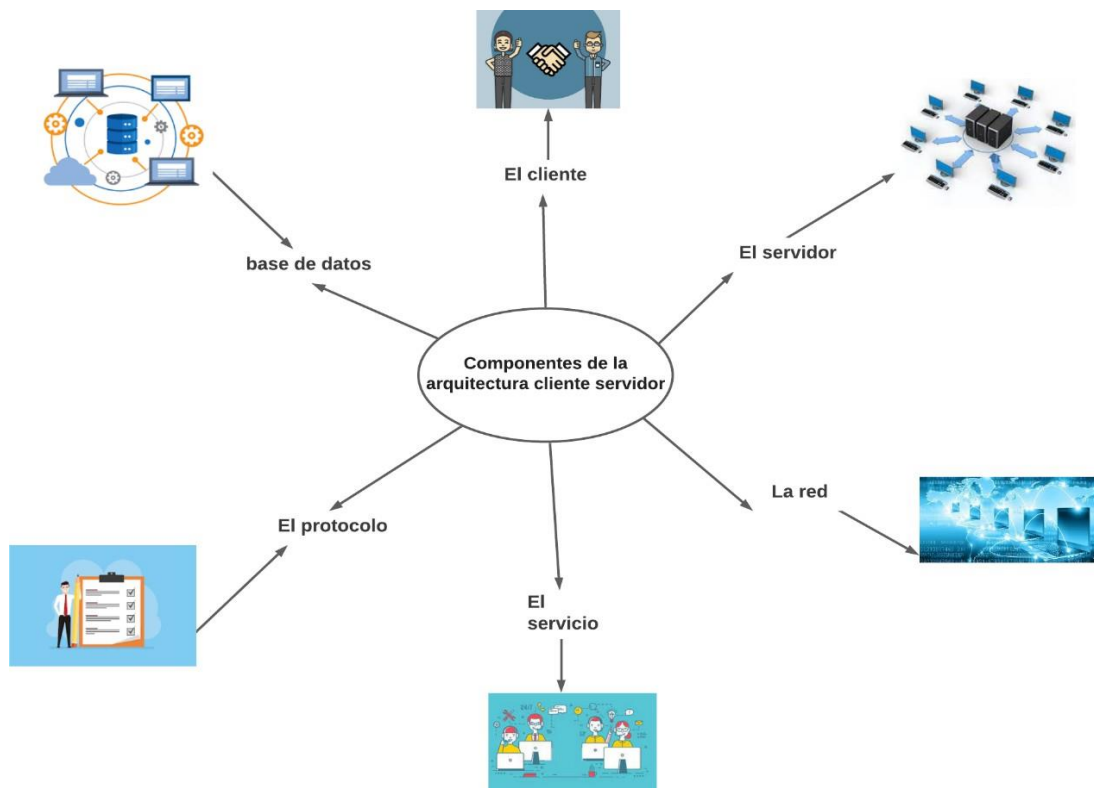 El cliente
El servidor
base de datos
Componentes de la
arquitectura cliente servidor
La red
El protocolo
El
servicio